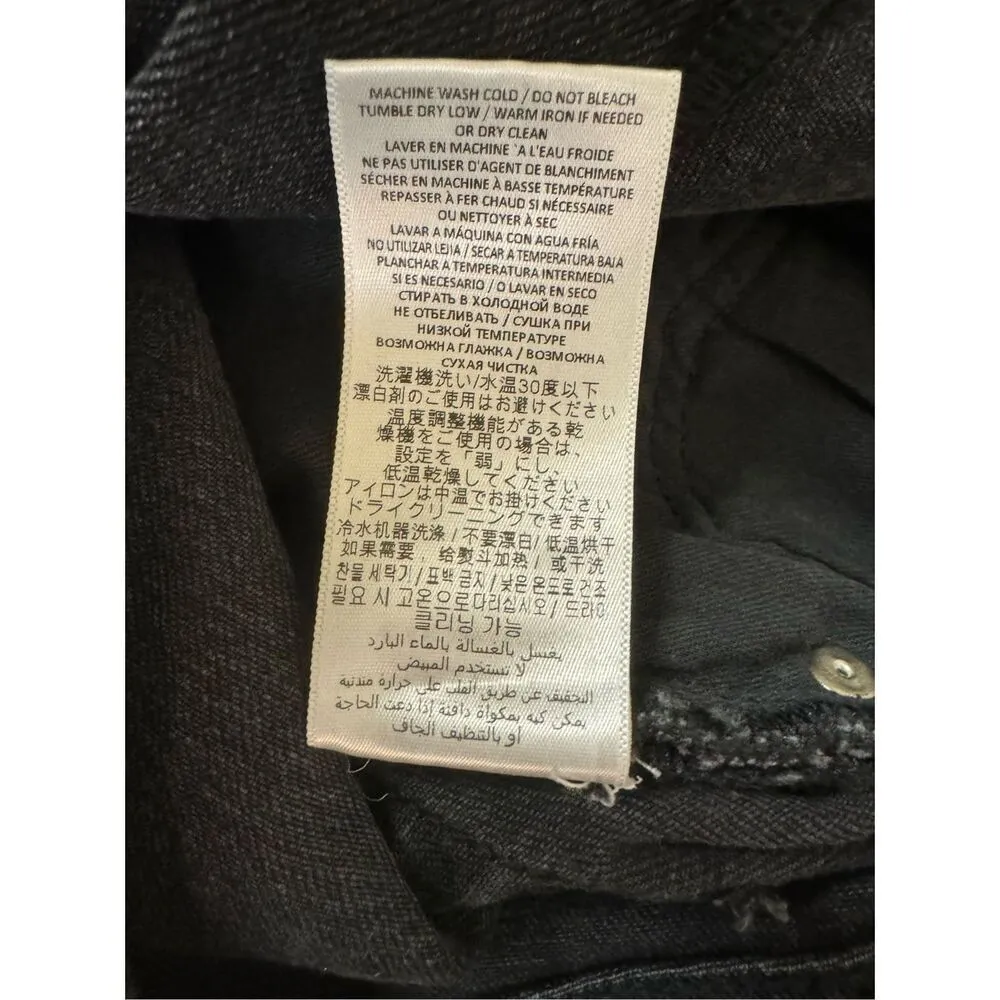 MACHINE WASH COLD / DO NOT BLEACH
TUMBLE DRY LOW / WARM IRON IF NEEDED
OR DRY CLEAN
LAVER EN MACHINE `A L'EAU FROIDE
NE PAS UTILISER D'AGENT DE BLANCHIMENT
SÉCHER EN MACHINE À BASSE TEMPÉRATURE
REPASSER À FER CHAUD SI NÉCESSAIRE
OU NETTOYER À SEC
LAVAR A MÁQUINA CON AGUA FRÍA
NO UTILIZAR LEJIA / SECAR A TEMPERATURA BAJA
PLANCHAR A TEMPERATURA INTERMEDIA
SI ES NECESARIO / O LAVAR EN SECO
СТИРАТЬ В ХОЛОДНОЙ ВОДЕ
НЕ ОТБЕЛИВАТЬ / СУШКА ПРИ
НИЗКОЙ ТЕМПЕРАТУРЕ
ВОЗМОЖНА ГЛАЖКА / ВОЗМОЖНА
СУХАЯ ЧИСТКА
洗濯機洗い/水温30度以下
漂白剤のご使用はお避けください
温度調整機能がある乾
燥機をご使用の場合は、
設定を「弱」にし、
低温乾燥してください
アイロンは中温でお掛けください
ドライクリーニングできます
冷水机器洗涤 / 不要漂白/ 低温烘干
如果需要, 给熨斗加热 / 或干洗
찬물 세탁기 / 표백 금지 / 낮은 온도로 건조
필요 시 고온으로 다리십시오 / 드라이
클리닝 가능
يغسل بالغسالة بالماء البارد
لا تستخدم المبيض
التجفيف عن طريق القلب على حرارة متدنية
يمكن كيه بمكواة دافئة إذا دعت الحاجة
أو بالتنظيف الجاف